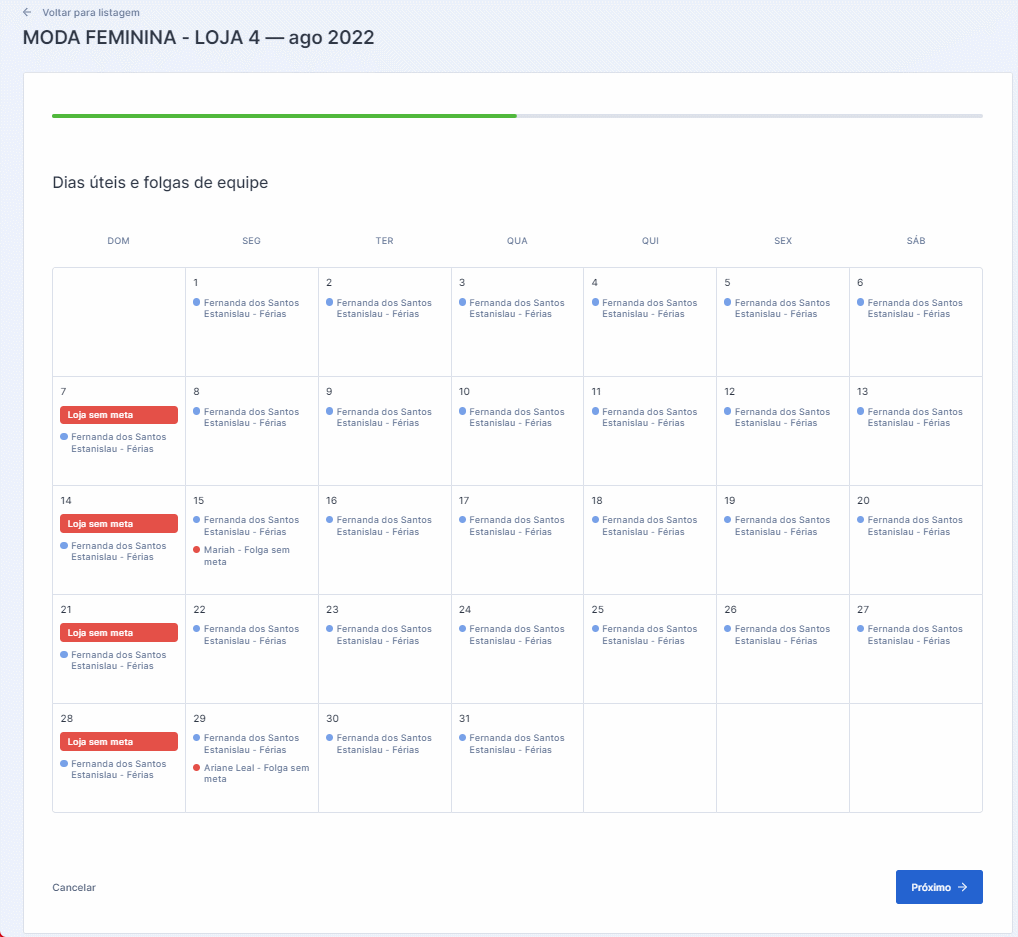 ← Voltar para listagem
MODA FEMININA - LOJA 4 — ago 2022
Dias úteis e folgas de equipe
DOM SEG TER QUA QUI SEX SÁB
1
Fernanda dos Santos
Estanislau - Férias
2
Fernanda dos Santos
Estanislau - Férias
3
Fernanda dos Santos
Estanislau - Férias
4
Fernanda dos Santos
Estanislau - Férias
5
Fernanda dos Santos
Estanislau - Férias
6
Fernanda dos Santos
Estanislau - Férias
7
Loja sem meta
Fernanda dos Santos
Estanislau - Férias
8
Fernanda dos Santos
Estanislau - Férias
9
Fernanda dos Santos
Estanislau - Férias
10
Fernanda dos Santos
Estanislau - Férias
11
Fernanda dos Santos
Estanislau - Férias
12
Fernanda dos Santos
Estanislau - Férias
13
Fernanda dos Santos
Estanislau - Férias
14
Loja sem meta
Fernanda dos Santos
Estanislau - Férias
15
Fernanda dos Santos
Estanislau - Férias
Mariah - Folga sem
meta
16
Fernanda dos Santos
Estanislau - Férias
17
Fernanda dos Santos
Estanislau - Férias
18
Fernanda dos Santos
Estanislau - Férias
19
Fernanda dos Santos
Estanislau - Férias
20
Fernanda dos Santos
Estanislau - Férias
21
Loja sem meta
Fernanda dos Santos
Estanislau - Férias
22
Fernanda dos Santos
Estanislau - Férias
23
Fernanda dos Santos
Estanislau - Férias
24
Fernanda dos Santos
Estanislau - Férias
25
Fernanda dos Santos
Estanislau - Férias
26
Fernanda dos Santos
Estanislau - Férias
27
Fernanda dos Santos
Estanislau - Férias
28
Loja sem meta
Fernanda dos Santos
Estanislau - Férias
29
Fernanda dos Santos
Estanislau - Férias
Ariane Leal - Folga sem
meta
30
Fernanda dos Santos
Estanislau - Férias
31
Fernanda dos Santos
Estanislau - Férias
Cancelar
Próximo →